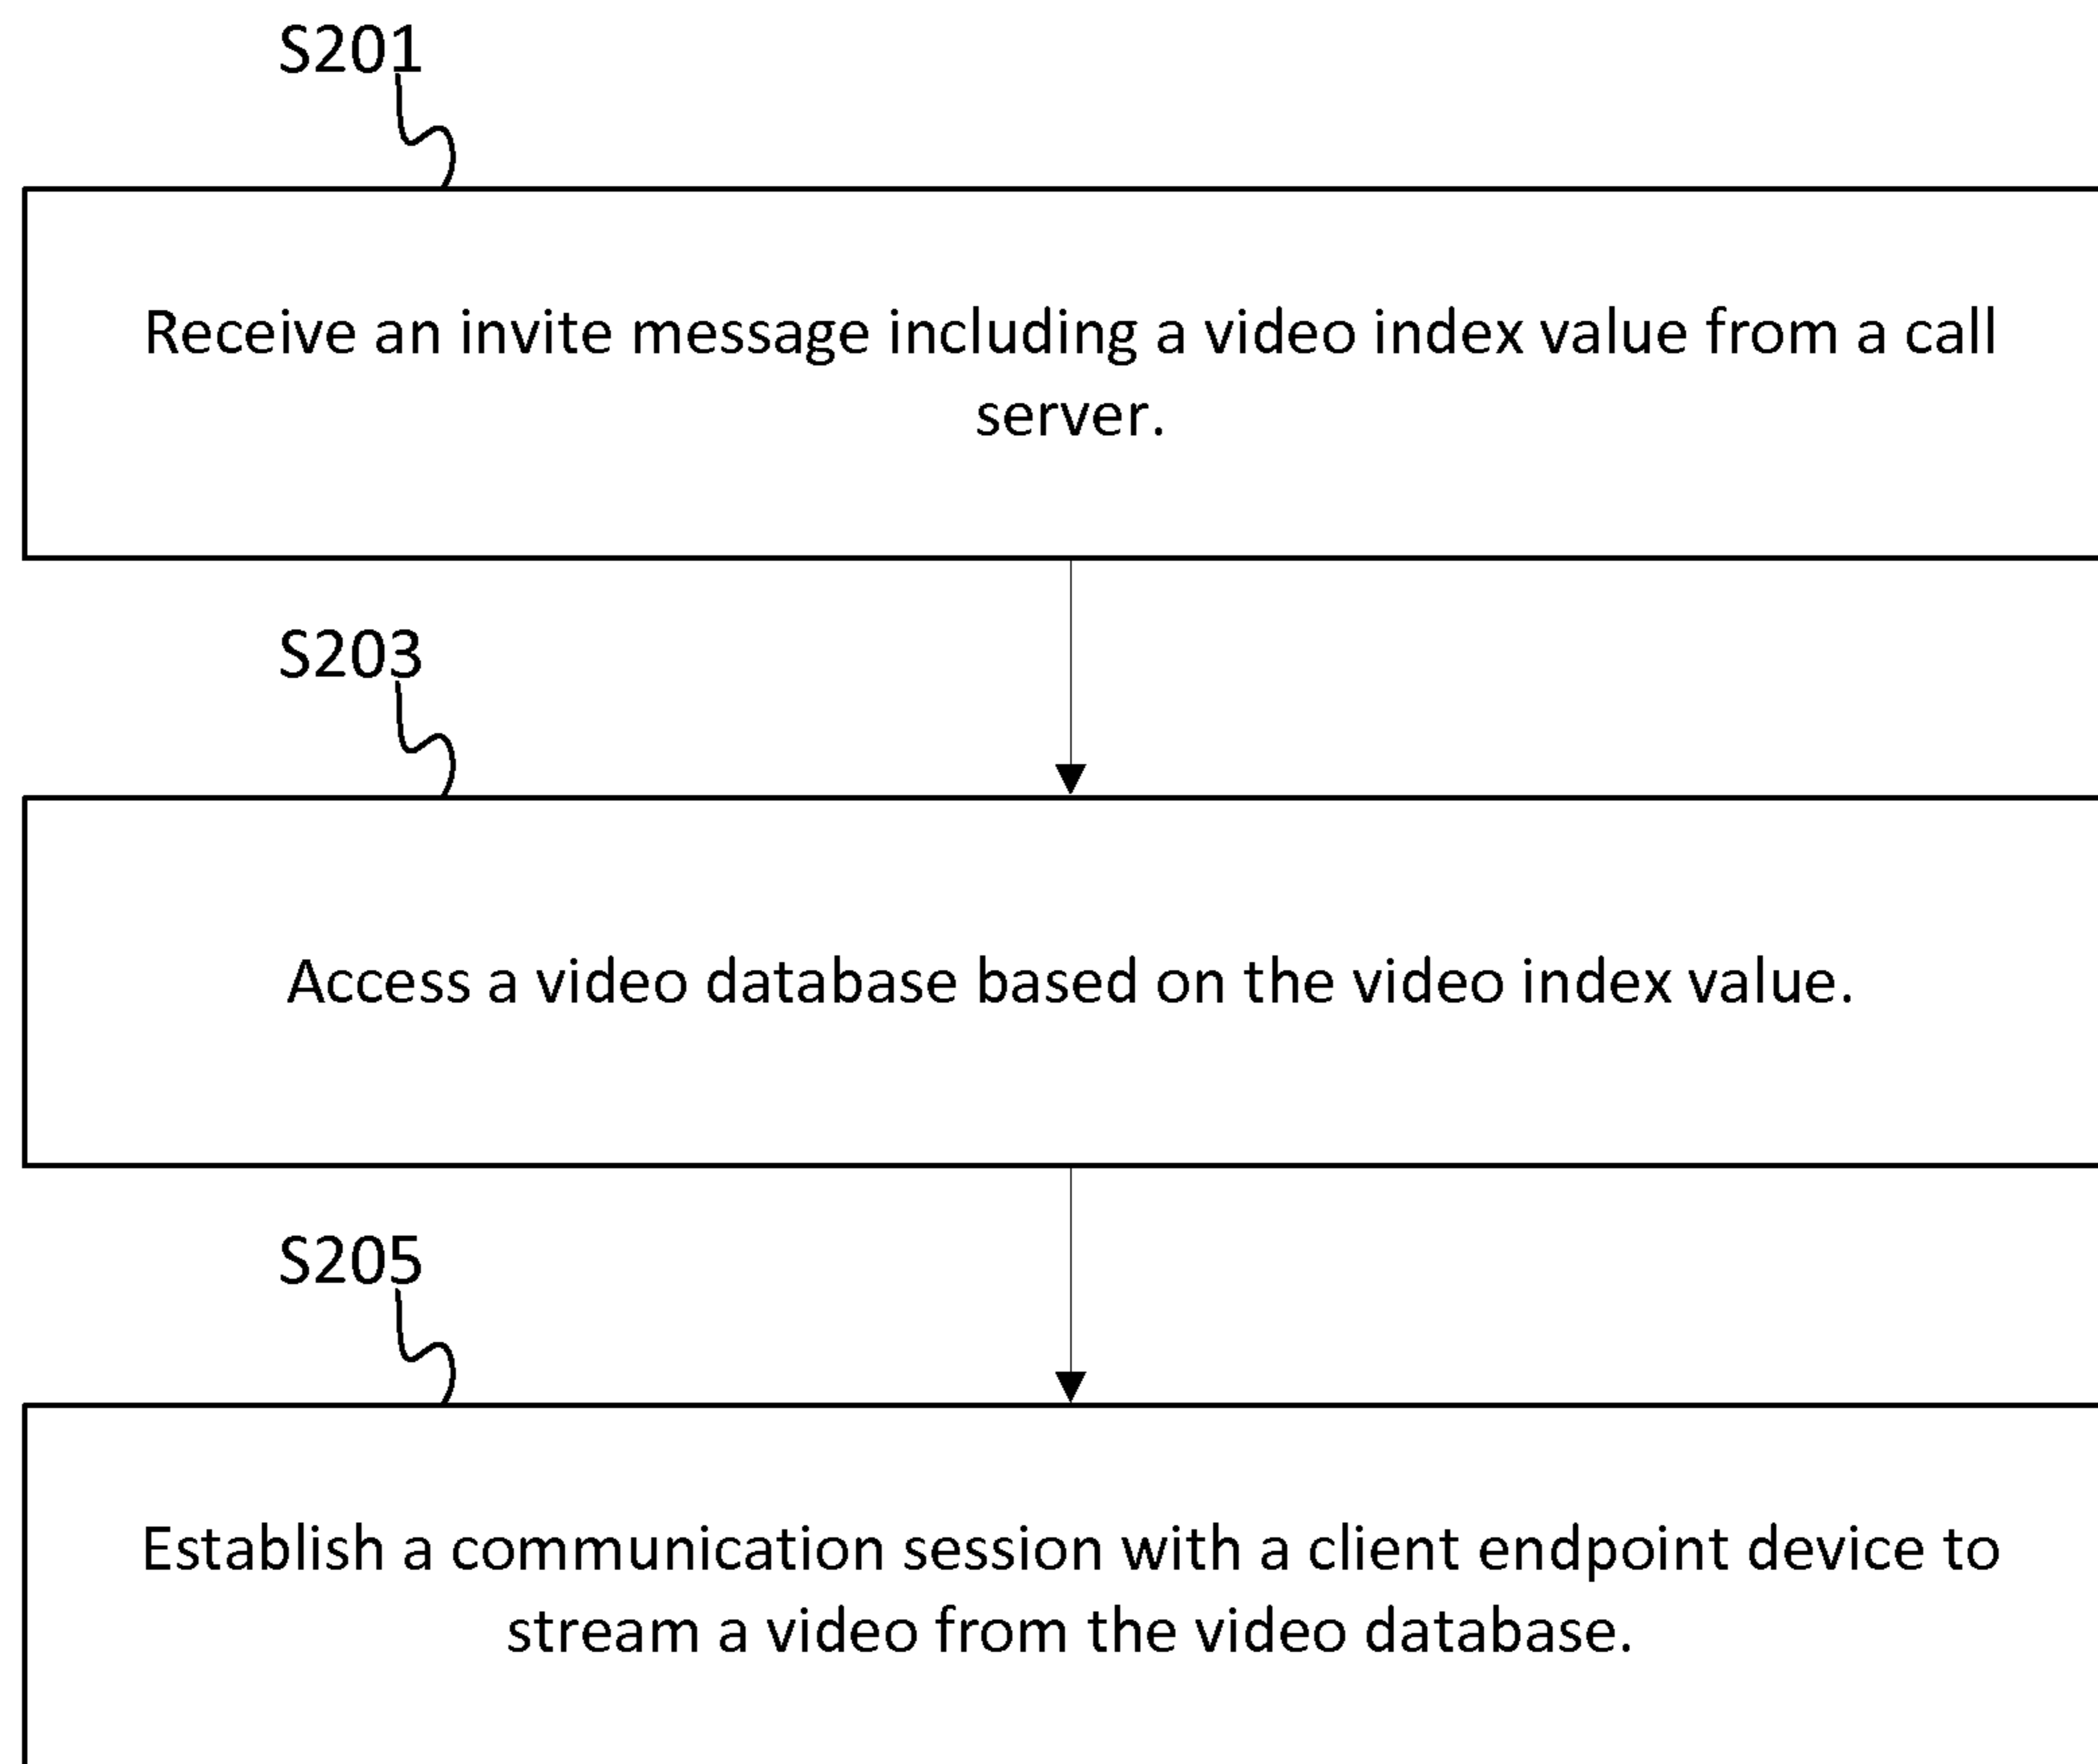 S201
Receive an invite message including a video index value from a call
server.
S203
Access a video database based on the video index value.
S205
Establish a communication session with a client endpoint device to
stream a video from the video database.